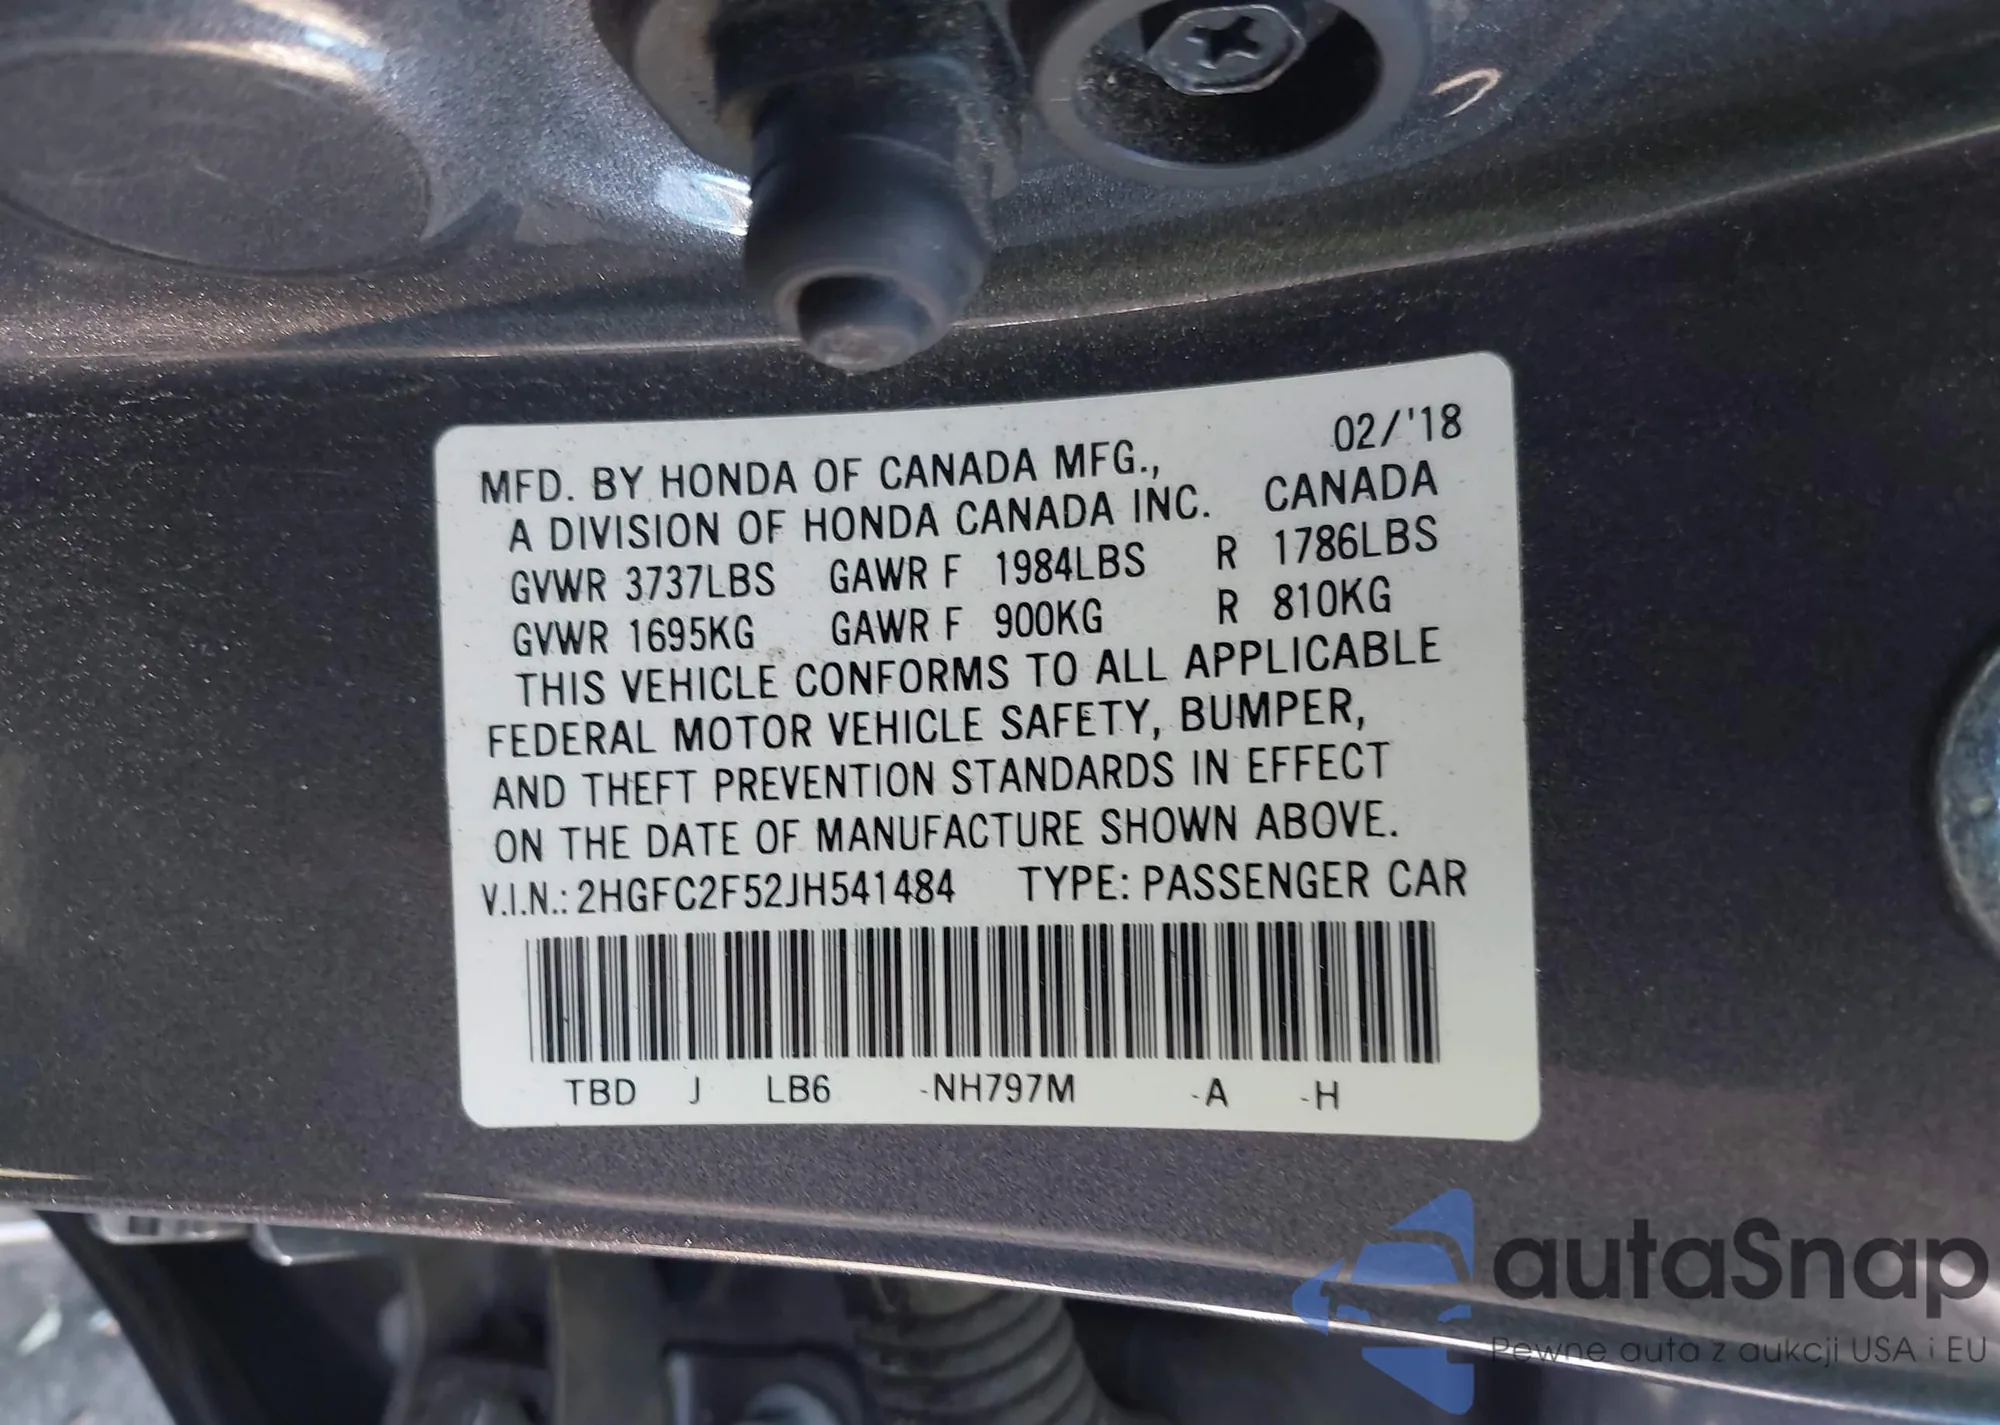 02/'18
MFD. BY HONDA OF CANADA MFG.,
A DIVISION OF HONDA CANADA INC. CANADA
GVWR 3737LBS GAWR F 1984LBS R 1786LBS
GVWR 1695KG GAWR F 900KG R 810KG
THIS VEHICLE CONFORMS TO ALL APPLICABLE
FEDERAL MOTOR VEHICLE SAFETY, BUMPER,
AND THEFT PREVENTION STANDARDS IN EFFECT
ON THE DATE OF MANUFACTURE SHOWN ABOVE.
V.I.N.: 2HGFC2F52JH541484 TYPE: PASSENGER CAR
TBD J LB6 -NH797M -A -H
autaSnap
Pewne auta z aukcji USA i EU